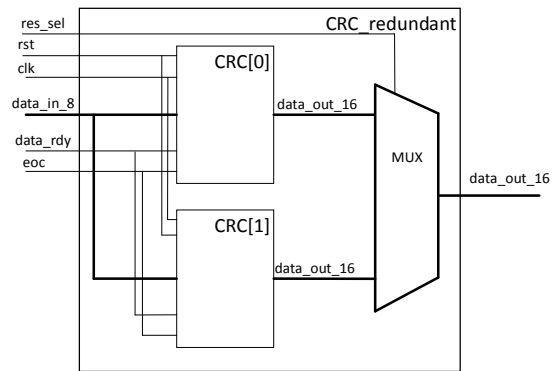 res_sel
CRC_redundant
rst
clk
CRC[0]
data_in_8
data_out_16
data_rdy
eoc
MUX
data_out_16
CRC[1]
data_out_16